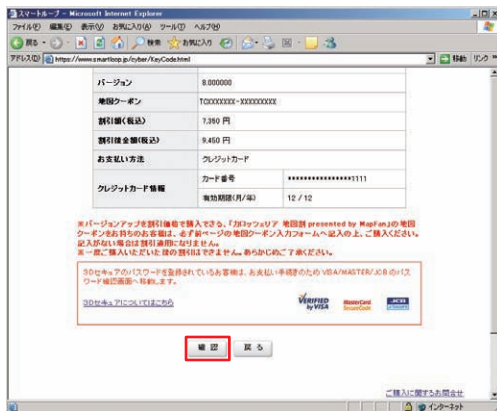 スマートループ - Microsoft Internet Explorer
ファイル(F) 編集(E) 表示(V) お気に入り(A) ツール(T) ヘルプ(H)
戻る 検索 お気に入り
アドレス(D) https://www.smartloop.jp/cyber/KeyCode.html 移動 リンク
バージョン 8.000000
地図クーポン TCXXXXXXX-XXXXXXXXX
割引額(税込) 7,350 円
割引後金額(税込) 9,450 円
お支払い方法 クレジットカード
クレジットカード情報 カード番号 ****************1111
有効期限(月/年) 12 / 12
※バージョンアップを割引価格で購入できる、「カロッツェリア 地図割 presented by MapFan」の地図
クーポンをお持ちのお客様は、必ず前ページの地図クーポン入力フォームへ記入の上、ご購入ください。
記入がない場合は割引適用になりません。
※一度ご購入いただいた後の割引はできません。あらかじめご了承ください。
3Dセキュアのパスワードを登録されているお客様は、お支払い手続きのため VISA/MASTER/JCB のパス
ワード確認画面へ移動します。
3Dセキュアについてはこちら
VERIFIED by VISA MasterCard SecureCode JCB
確認 戻る
ご購入に関するお問合せ
インターネット